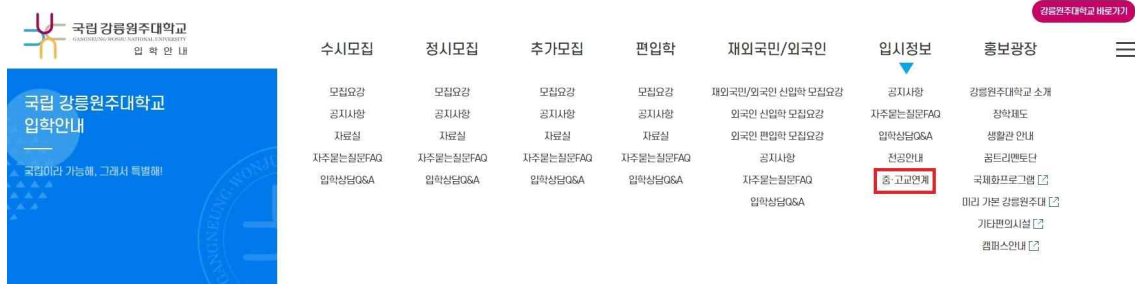 강릉원주대학교 바로가기
국립 강릉원주대학교
GANGNEUNG-WONJU NATIONAL UNIVERSITY
입 학 안 내
수시모집
정시모집
추가모집
편입학
재외국민/외국인
입시정보
홍보광장
국립 강릉원주대학교
입학안내
국립이라 가능해, 그래서 특별해!
모집요강
공지사항
자료실
자주묻는질문FAQ
입학상담Q&A
모집요강
공지사항
자료실
자주묻는질문FAQ
입학상담Q&A
모집요강
공지사항
자료실
자주묻는질문FAQ
입학상담Q&A
모집요강
공지사항
자료실
자주묻는질문FAQ
입학상담Q&A
재외국민/외국인 신입학 모집요강
외국인 신입학 모집요강
외국인 편입학 모집요강
공지사항
자주묻는질문FAQ
입학상담Q&A
공지사항
자주묻는질문FAQ
입학상담Q&A
전공안내
중·고교연계
강릉원주대학교 소개
장학제도
생활관 안내
꿈트리멘토단
국제화프로그램
미리 가본 강릉원주대
기타편의시설
캠퍼스안내